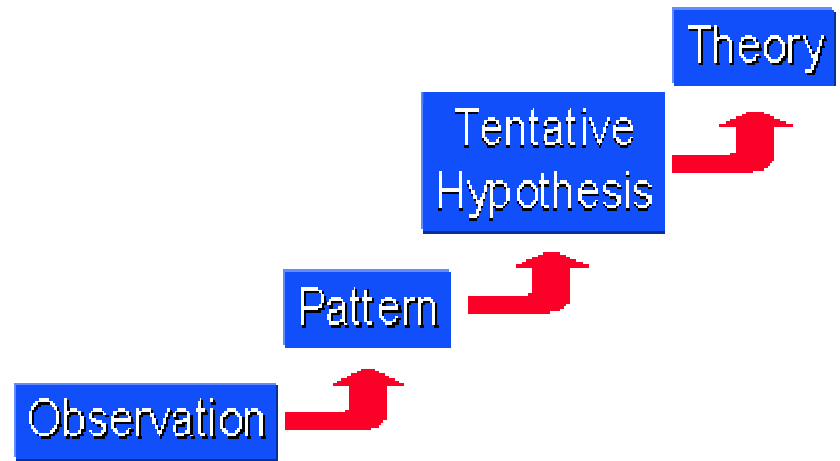 Theory
Tentative
Hypothesis
Pattern
Observation